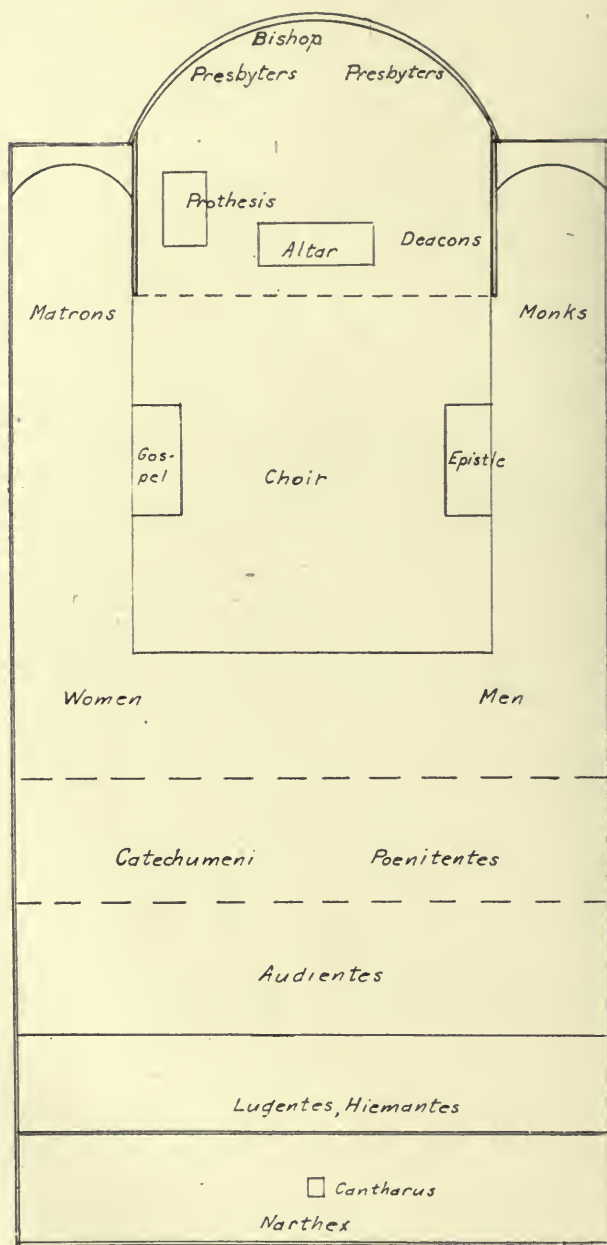 Bishop
Presbyters Presbyters
Prothesis
Altar
Deacons
Matrons
Monks
Gos-
pel
Choir
Epistle
Women
Men
Catechumeni
Poenitentes
Audientes
Lugentes, Hiemantes
Cantharus
Narthex